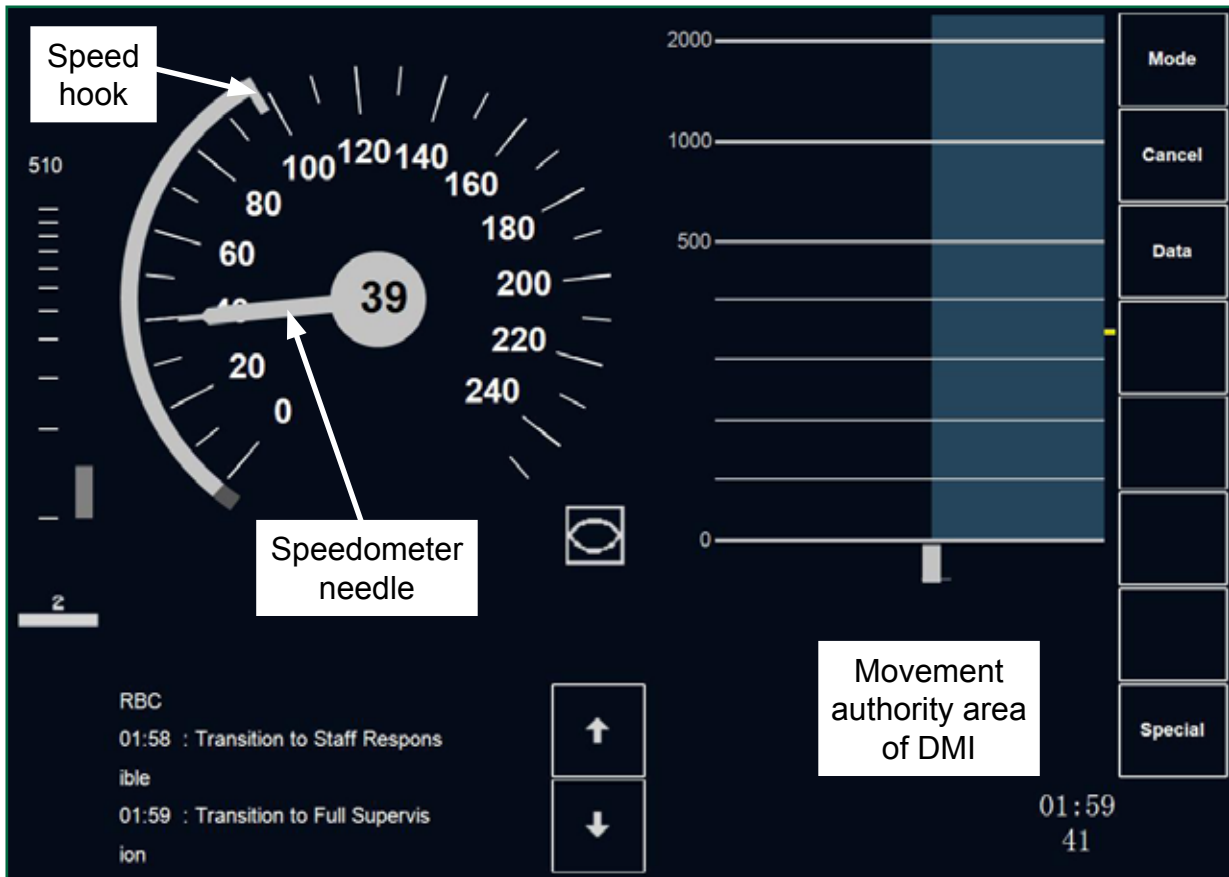 Speed
hook
510
0
20
40
60
80
100
120
140
160
180
200
220
240
39
Speedometer
needle
2
RBC
01:58 : Transition to Staff Respons
ible
01:59 : Transition to Full Supervis
ion
2000
1000
500
0
Movement
authority area
of DMI
01:59
41
Mode
Cancel
Data
Special